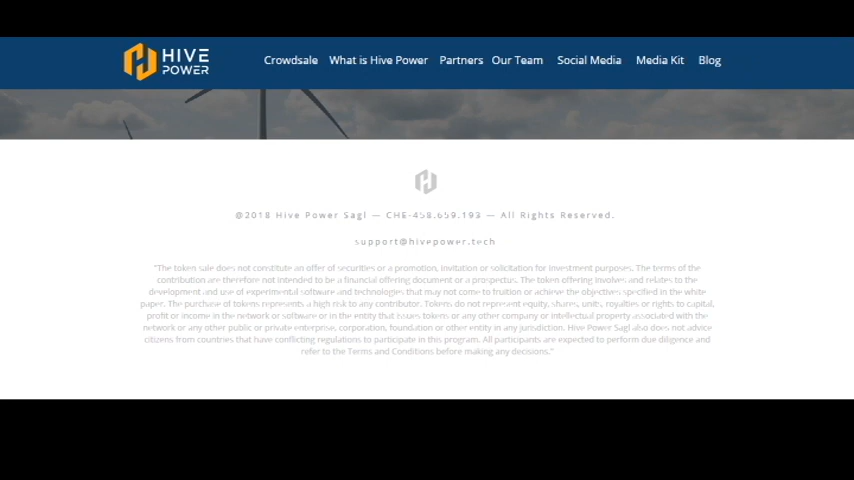 HIVE
POWER
Crowdsale What is Hive Power Partners Our Team Social Media Media Kit Blog
@2018 Hive Power Sagl — CHE-458.659.193 — All Rights Reserved.
support@hivepower.tech
"The token sale does not constitute an offer of securities or a promotion, invitation or solicitation for investment purposes. The terms of the
contribution are therefore not intended to be a financial offering document or a prospectus. The token offering involves and relates to the
development and use of experimental software and technologies that may not come to fruition or achieve the objectives specified in the white
paper. The purchase of tokens represents a high risk to any contributor. Tokens do not represent equity, shares, units, royalties or rights to capital,
profit or income in the network or software or in the entity that issues tokens or any other company or intellectual property associated with the
network or any other public or private enterprise, corporation, foundation or other entity in any jurisdiction. Hive Power Sagl also does not advice
citizens from countries that have conflicting regulations to participate in this program. All participants are expected to perform due diligence and
refer to the Terms and Conditions before making any decisions."